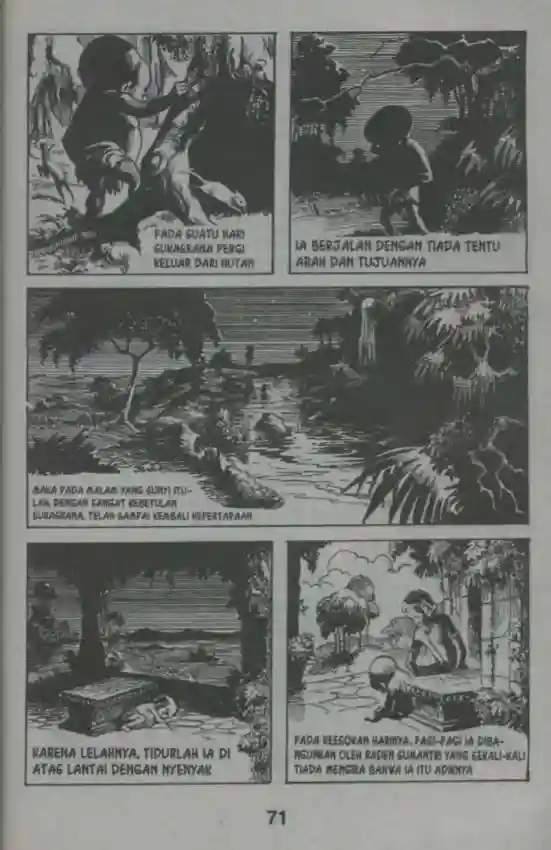 PADA SUATU HARI
SUKASRANA PERGI
KELUAR DARI HUTAN
IA BERJALAN DENGAN TIADA TENTU
ARAH DAN TUJUANNYA
MAKA PADA MALAM YANG SUNYI ITU-
LAH, DENGAN SANGAT KEBETULAN
SUKASRANA, TELAH SAMPAI KEMBALI KEPERTAPAAN
KARENA LELAHNYA, TIDURLAH IA DI
ATAS LANTAI DENGAN NYENYAK
PADA KEESOKAN HARINYA, PAGI-PAGI IA DIBA-
NGUNKAN OLEH RADEN SUMANTRI YANG SEKALI-KALI
TIADA MENGIRA BAHWA IA ITU ADIKNYA
71